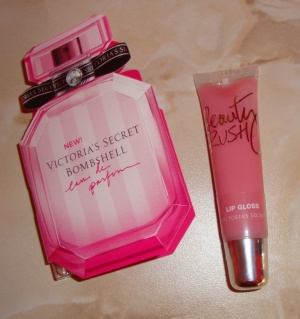 NEW!
VICTORIA'S SECRET
BOMBSHELL
eau de
parfum
Beauty
RUSH
LIP GLOSS
VICTORIA'S SECRET